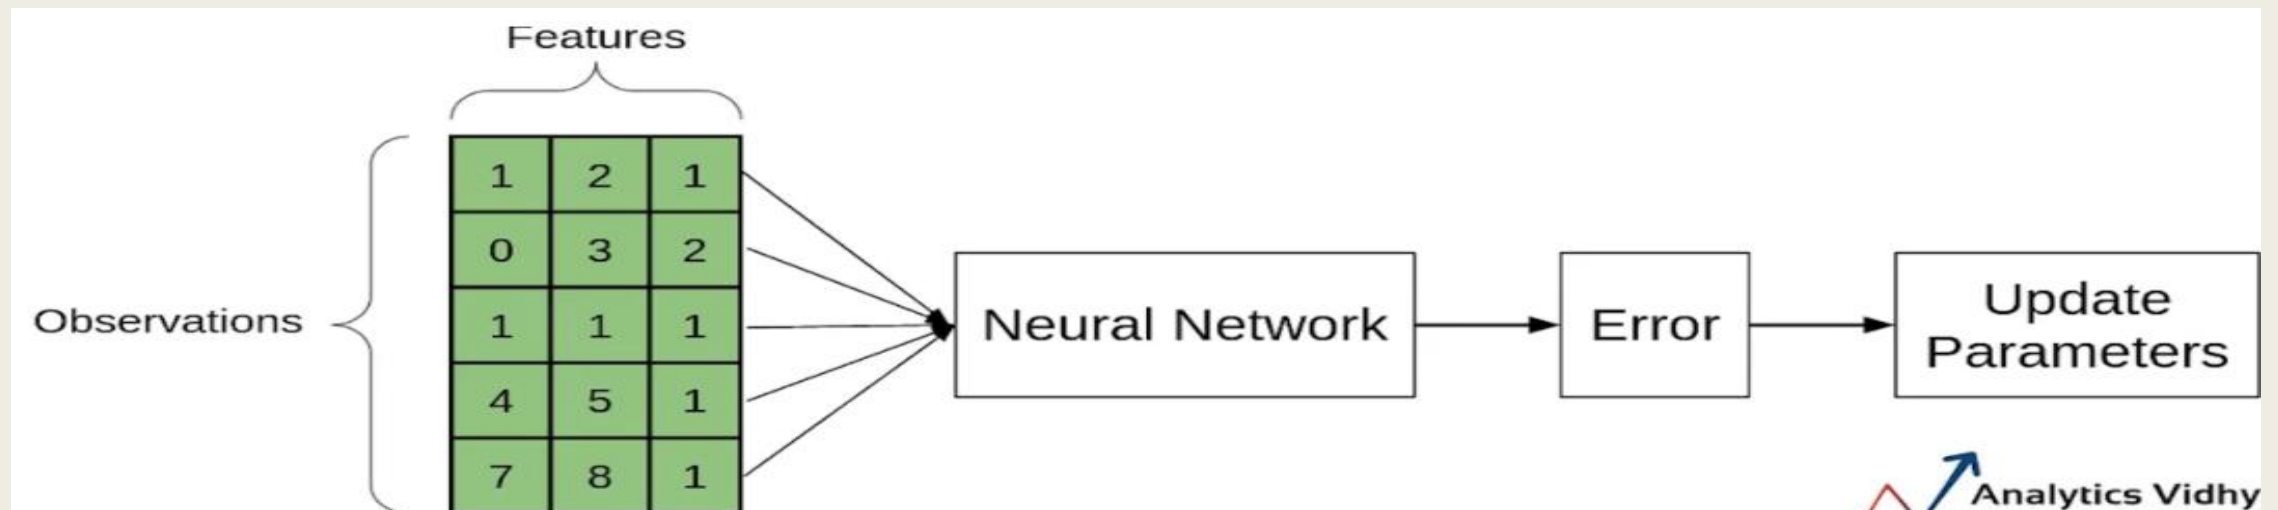 Features
1 2 1
0 3 2
Observations
1 1 1
4 5 1
7 8 1
Neural Network
Error
Update
Parameters
Analytics Vidhy